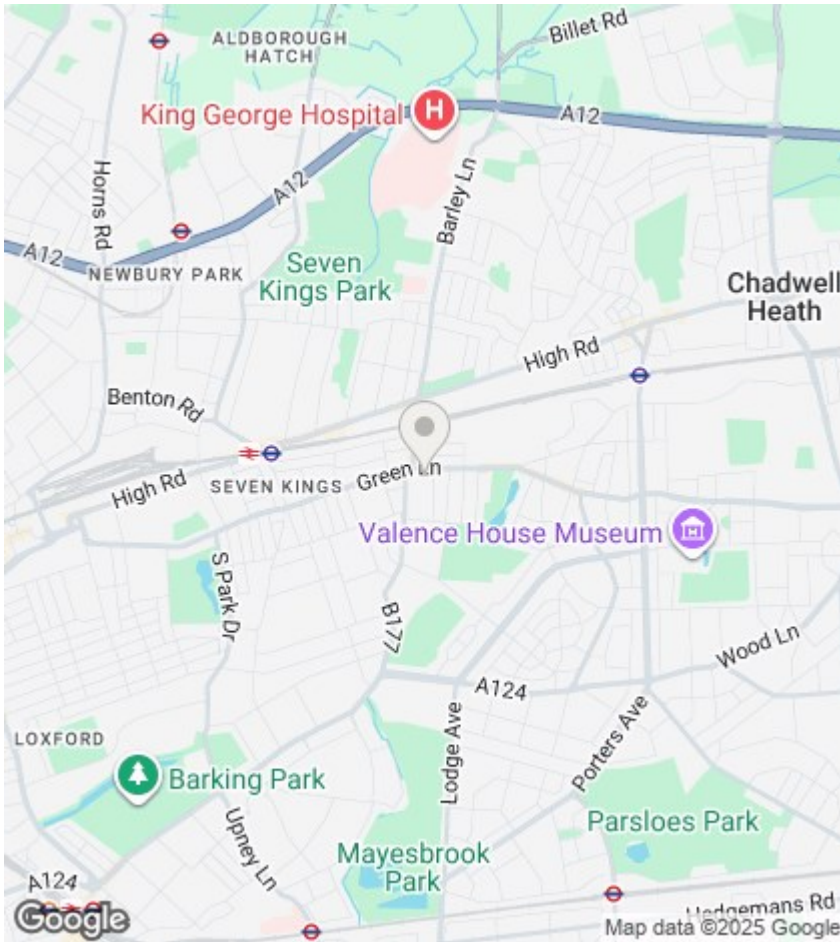 ALDBOROUGH
HATCH
Billet Rd
King George Hospital
H
A12
A12
Horns Rd
Barley Ln
A12
NEWBURY PARK
Seven
Kings Park
Chadwell
Heath
High Rd
Benton Rd
High Rd
Green Ln
SEVEN KINGS
Valence House Museum
S Park Dr
B177
Wood Ln
A124
LOXFORD
Lodge Ave
Porters Ave
Barking Park
Parsloes Park
Upney Ln
Mayesbrook
Park
A124
Hedgemans Rd
Google
Map data ©2025 Google